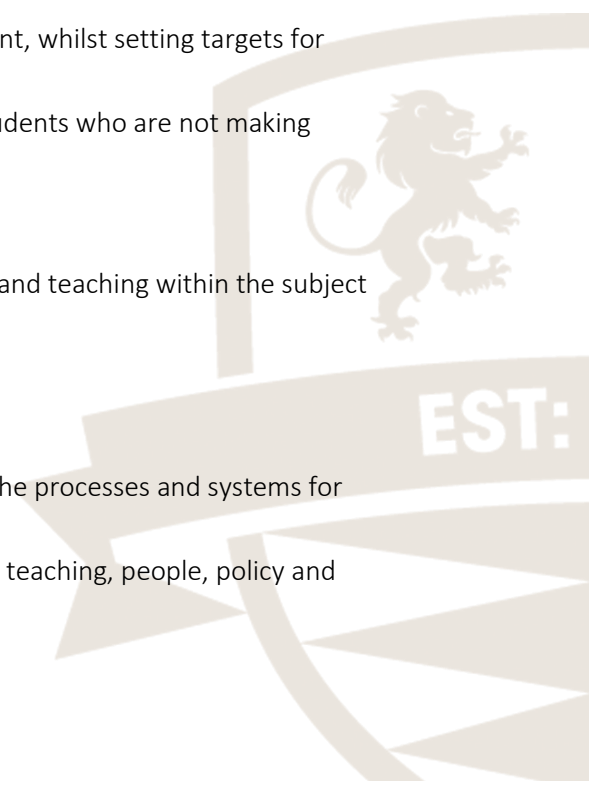 nt, whilst setting targets for
udents who are not making
and teaching within the subject
EST:
he processes and systems for
teaching, people, policy and